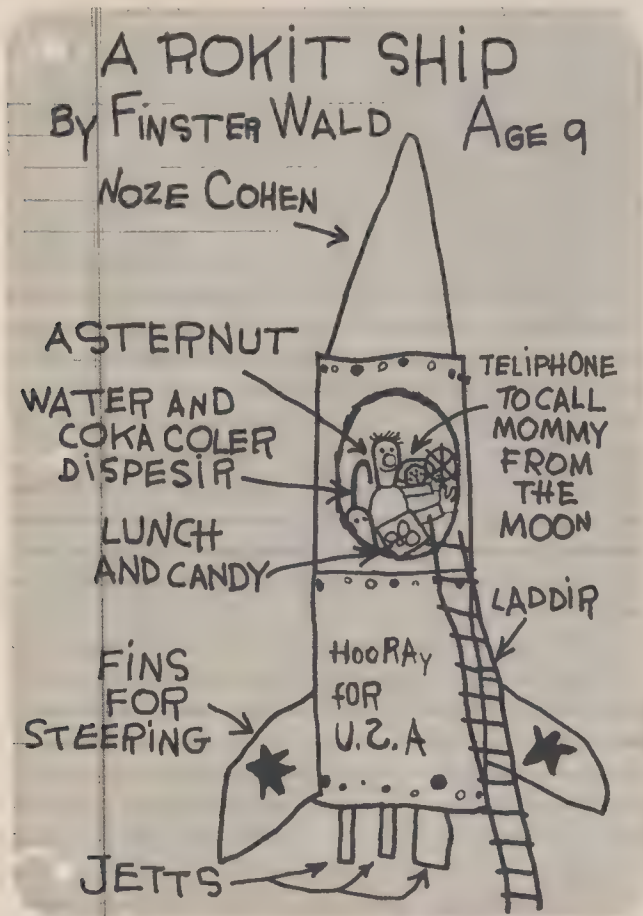 A ROKIT SHIP
BY FINSTER WALD AGE 9
NOZE COHEN
ASTERNUT
WATER AND
COKA COLER
DISPESIR
LUNCH
AND CANDY
TELIPHONE
TO CALL
MOMMY
FROM
THE
MOON
LADDIR
FINS
FOR
STEERING
HOORAY
FOR
U.S.A
JETTS